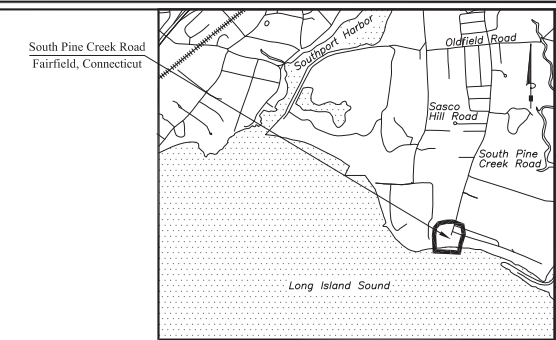 South Pine Creek Road
Fairfield, Connecticut
Southport Harbor
Oldfield Road
Sasco
Hill Road
South Pine
Creek Road
Long Island Sound